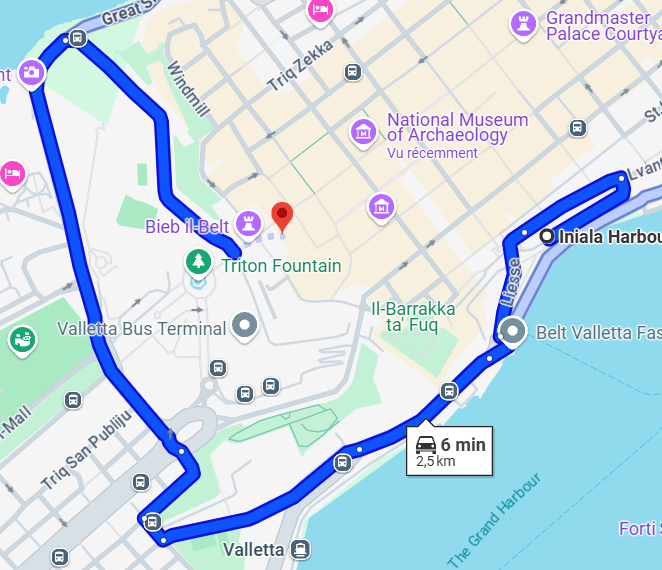 Great S
nt
Triq Zekka
Windmill
Grandmaster
Palace Courtya
National Museum
of Archaeology
Vu récemment
St
Lvant
Bieb il-Belt
Iniala Harbou
Triton Fountain
Liesse
Valletta Bus Terminal
Il-Barrakka
ta' Fuq
Belt Valletta Fas
l-Mall
Triq San Publiju
6 min
2,5 km
The Grand Harbour
Forti S
Valletta